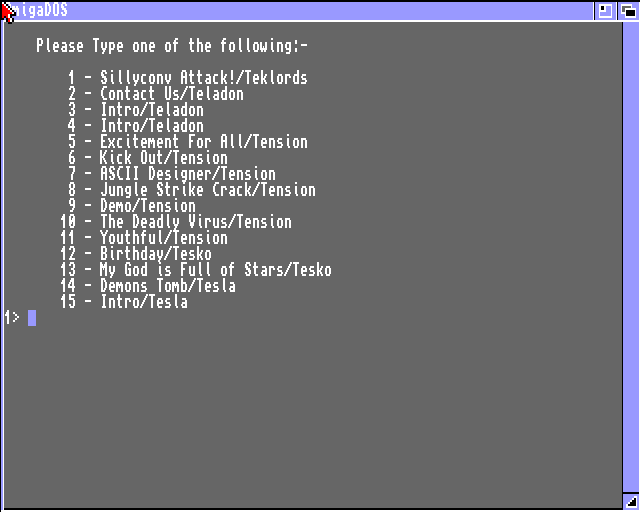 AmigaDOS
Please Type one of the following:-
1 - Sillyconv Attack!/Teklords
2 - Contact Us/Teladon
3 - Intro/Teladon
4 - Intro/Teladon
5 - Excitement For All/Tension
6 - Kick Out/Tension
7 - ASCII Designer/Tension
8 - Jungle Strike Crack/Tension
9 - Demo/Tension
10 - The Deadly Virus/Tension
11 - Youthful/Tension
12 - Birthday/Tesko
13 - My God is Full of Stars/Tesko
14 - Demons Tomb/Tesla
15 - Intro/Tesla
1>